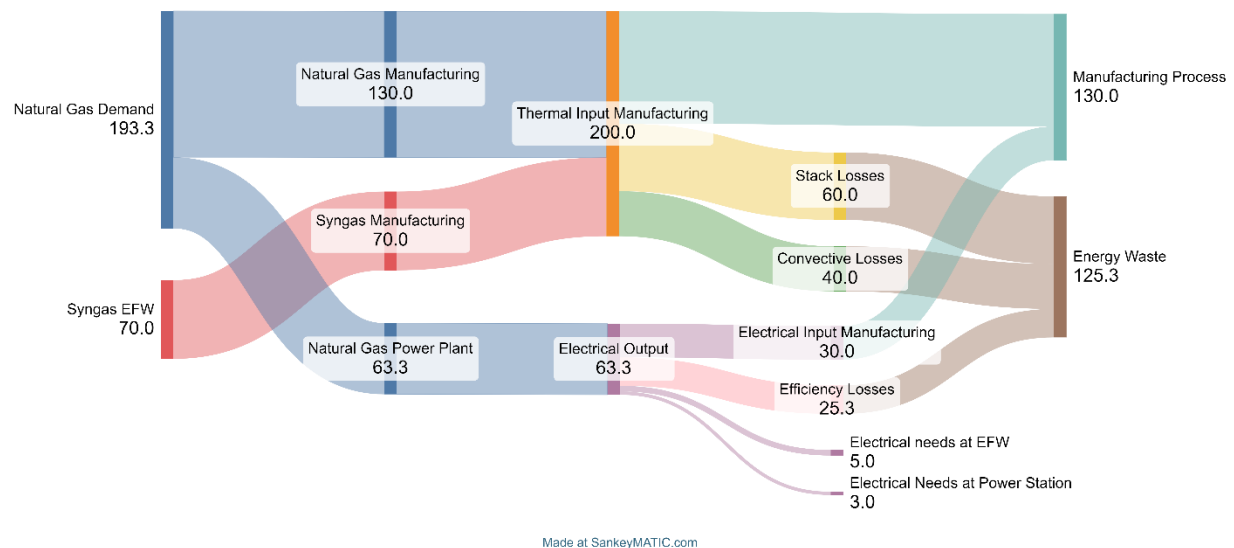 Natural Gas Demand
193.3
Syngas EFW
70.0
Natural Gas Manufacturing
130.0
Syngas Manufacturing
70.0
Natural Gas Power Plant
63.3
Thermal Input Manufacturing
200.0
Electrical Output
63.3
Stack Losses
60.0
Convective Losses
40.0
Electrical Input Manufacturing
30.0
Efficiency Losses
25.3
Electrical needs at EFW
5.0
Electrical Needs at Power Station
3.0
Manufacturing Process
130.0
Energy Waste
125.3
Made at SankeyMATIC.com